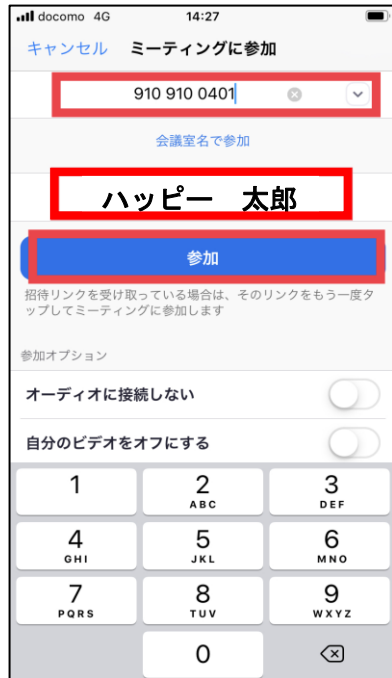 docomo 4G 14:27
キャンセル ミーティングに参加
910 910 0401
会議室名で参加
ハッピー　太郎
参加
招待リンクを受け取っている場合は、そのリンクをもう一度タ
ップしてミーティングに参加します
参加オプション
オーディオに接続しない
自分のビデオをオフにする
1 2 3
ABC DEF
4 5 6
GHI JKL MNO
7 8 9
PQRS TUV WXYZ
0